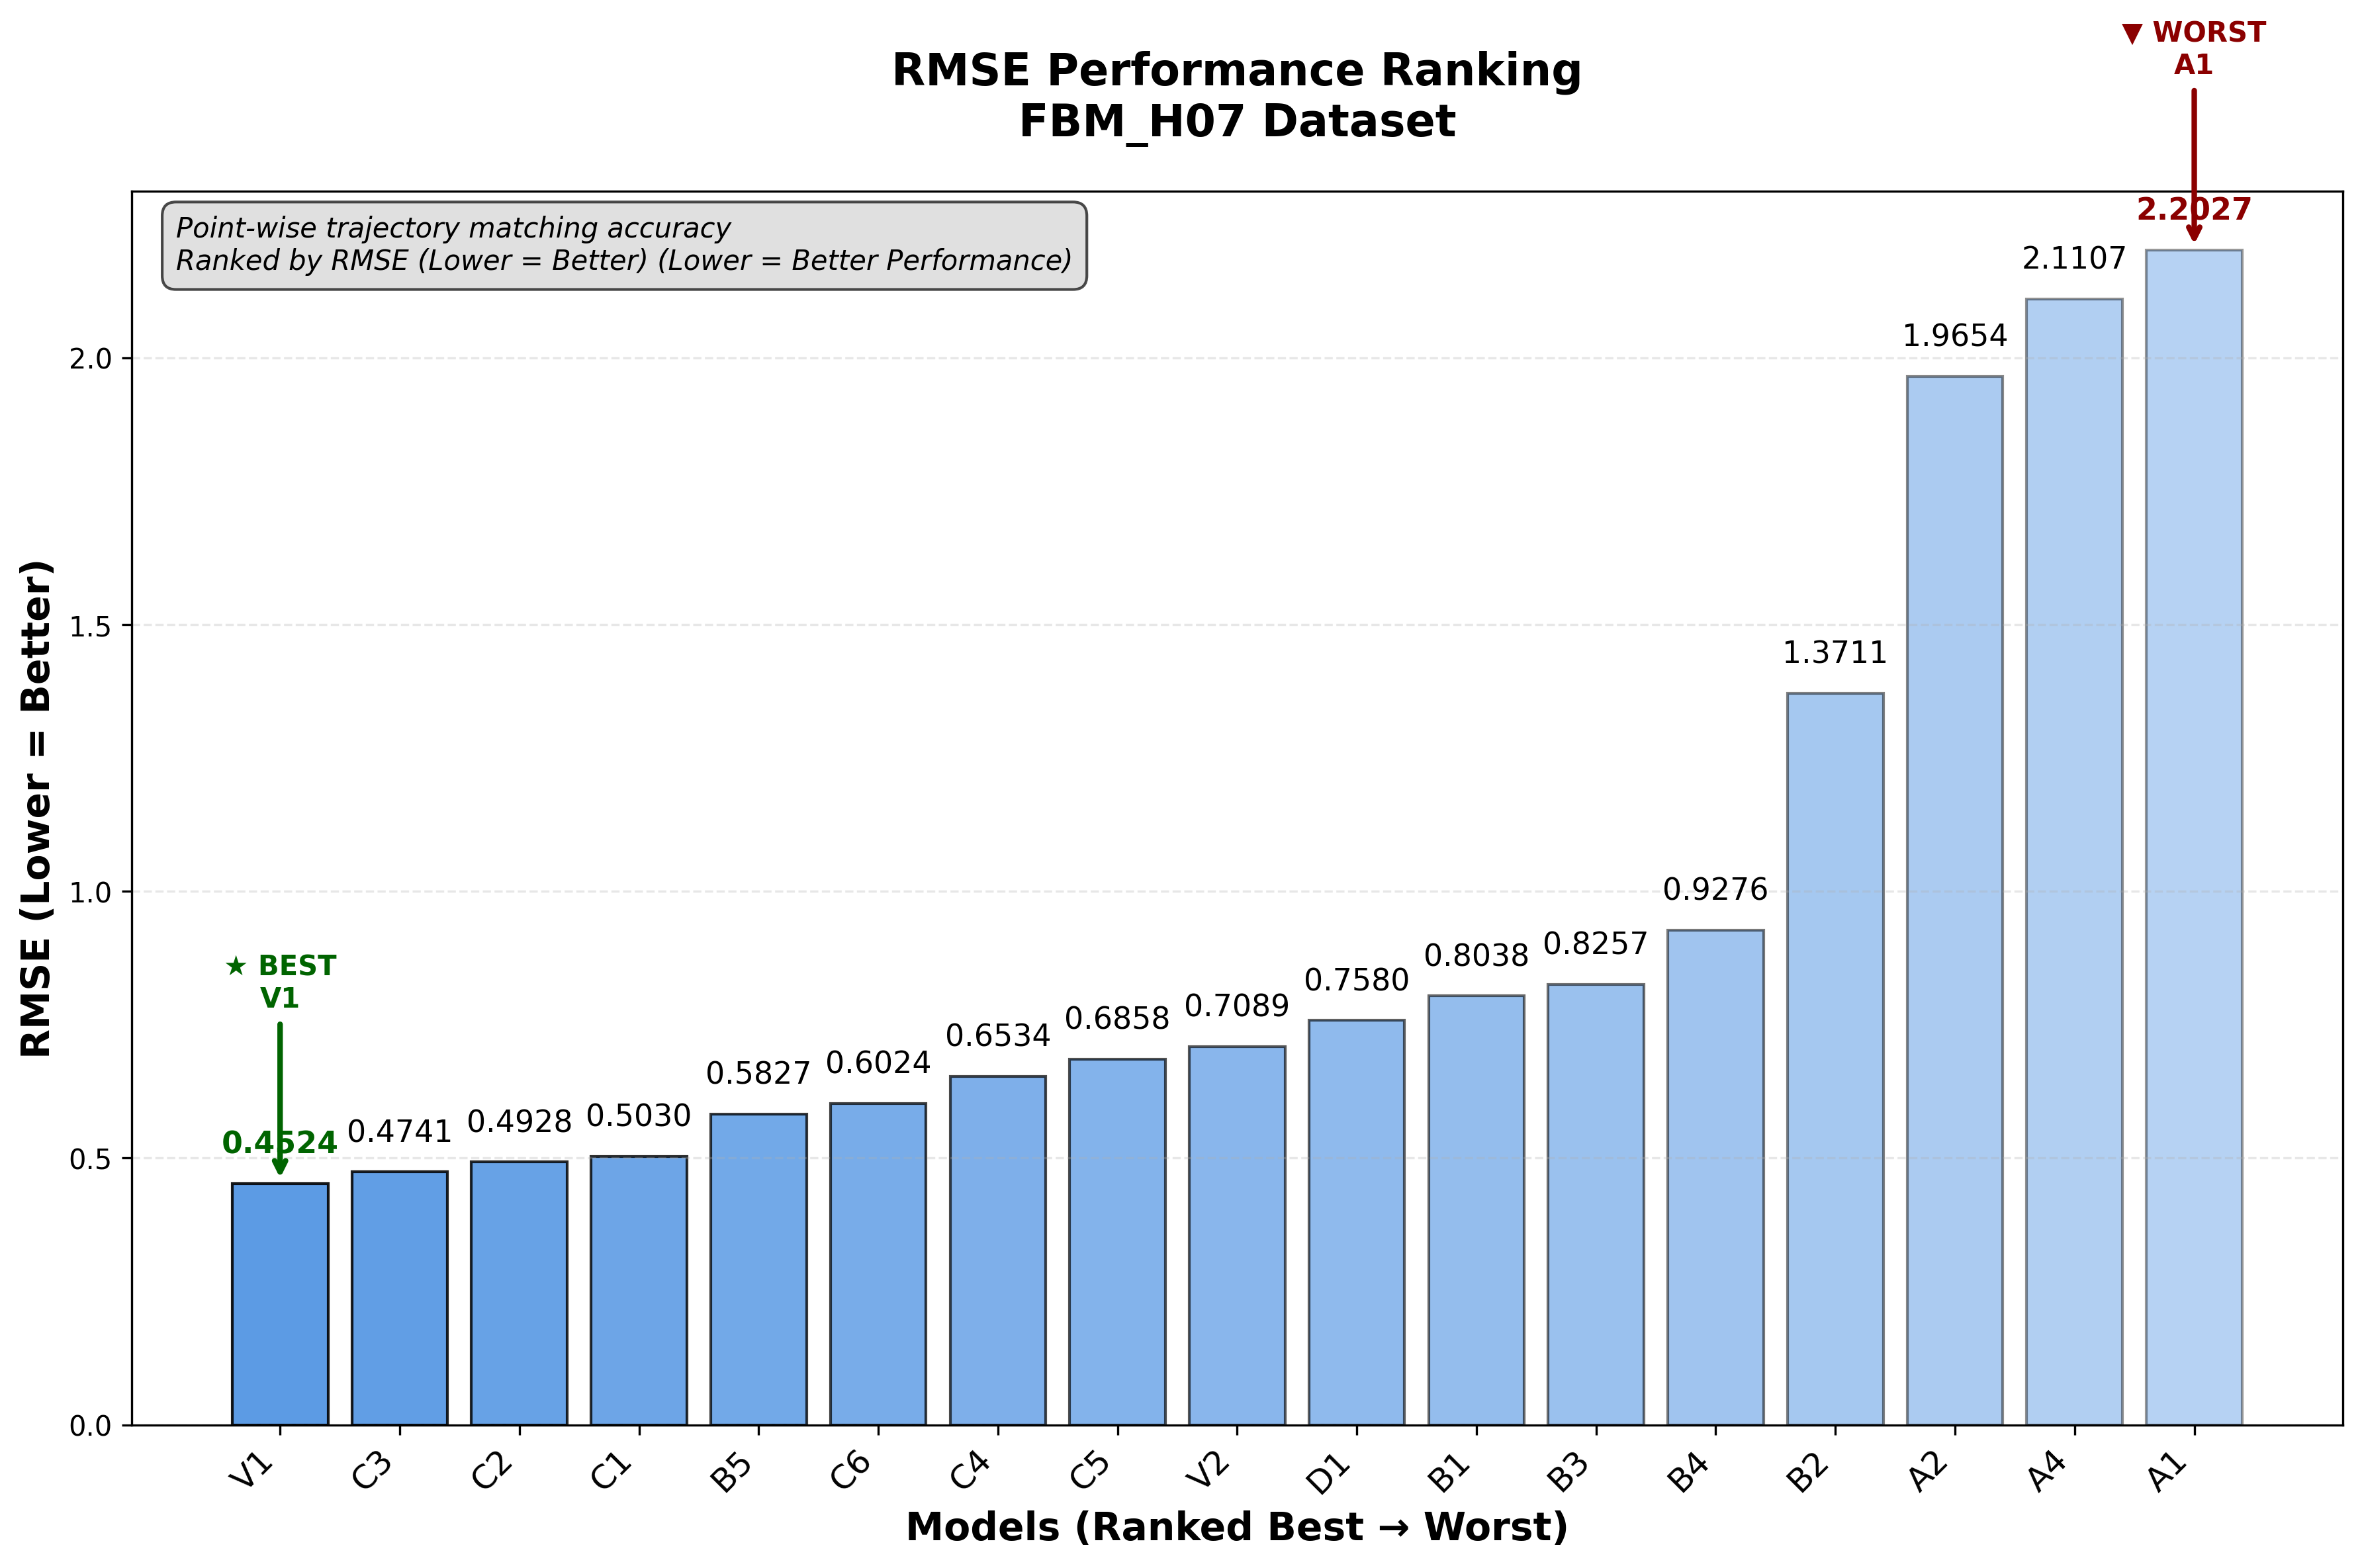 ▼ WORST
A1
RMSE Performance Ranking
FBM_H07 Dataset
Point-wise trajectory matching accuracy
Ranked by RMSE (Lower = Better) (Lower = Better Performance)
RMSE (Lower = Better)
2.0
1.5
1.0
0.5
0.0
★ BEST
V1
0.4524
0.4741
0.4928
0.5030
0.5827
0.6024
0.6534
0.6858
0.7089
0.7580
0.8038
0.8257
0.9276
1.3711
1.9654
2.1107
2.2027
V1
C3
C2
C1
B5
C6
C4
C5
V2
D1
B1
B3
B4
B2
A2
A4
A1
Models (Ranked Best → Worst)